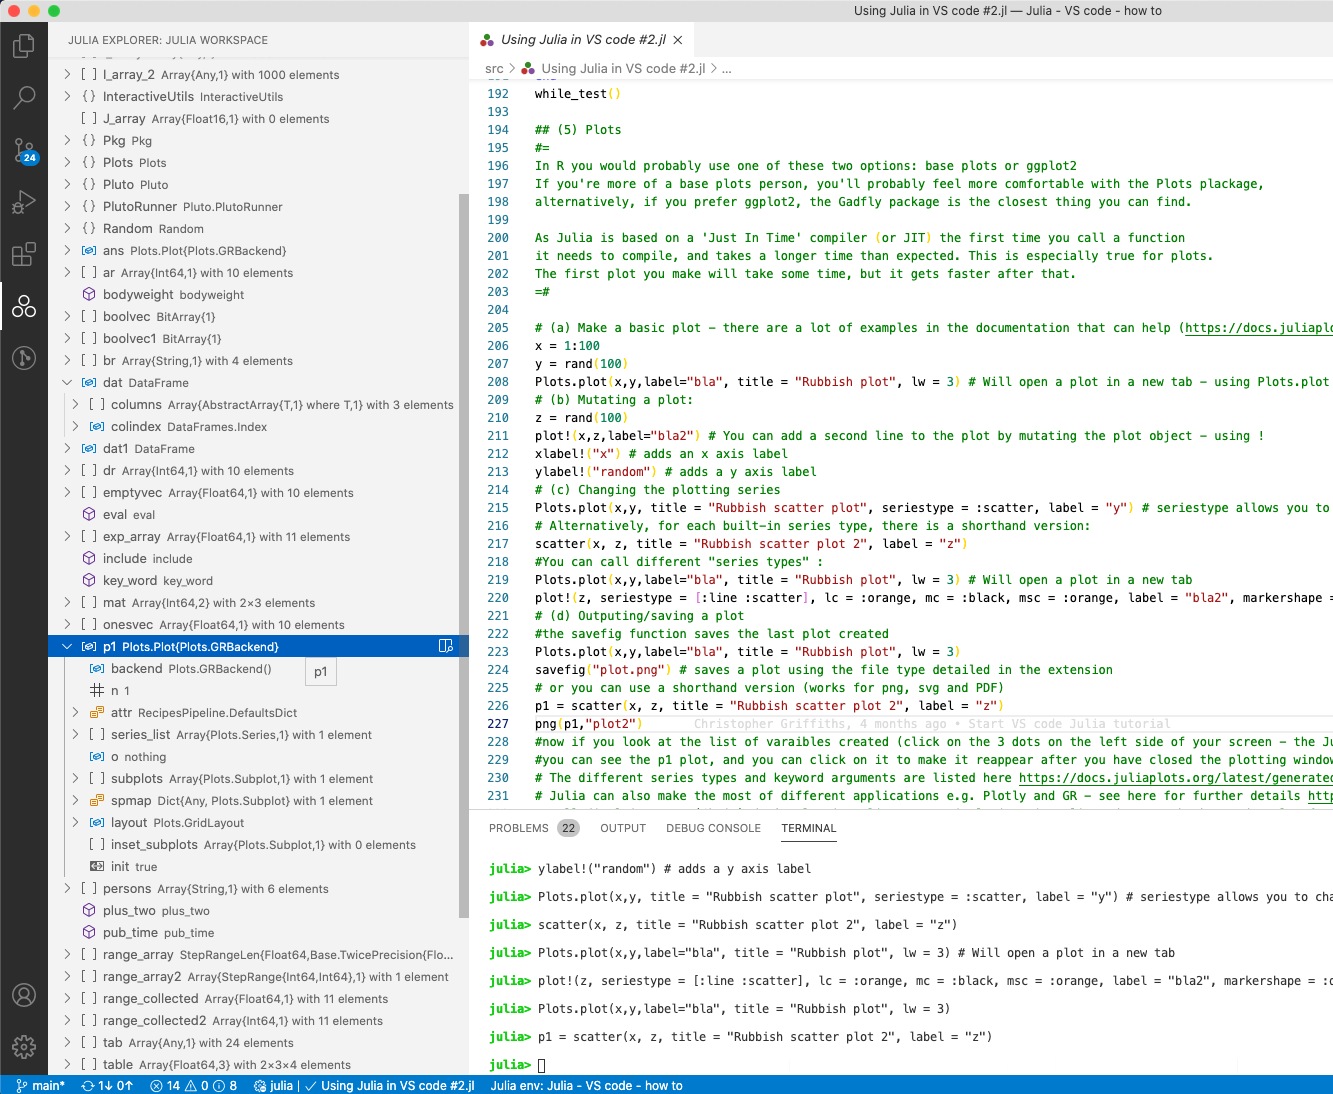 Using Julia in VS code #2.jl — Julia - VS code - how to
JULIA EXPLORER: JULIA WORKSPACE
[ ] I_array_2 Array{Any,1} with 1000 elements
{} InteractiveUtils InteractiveUtils
[ ] J_array Array{Float16,1} with 0 elements
{} Pkg Pkg
{} Plots Plots
{} Pluto Pluto
{} PlutoRunner Pluto.PlutoRunner
{} Random Random
ans Plots.Plot{Plots.GRBackend}
[ ] ar Array{Int64,1} with 10 elements
bodyweight bodyweight
[ ] boolvec BitArray{1}
[ ] boolvec1 BitArray{1}
[ ] br Array{String,1} with 4 elements
dat DataFrame
[ ] columns Array{AbstractArray{T,1} where T,1} with 3 elements
colindex DataFrames.Index
dat1 DataFrame
[ ] dr Array{Int64,1} with 10 elements
[ ] emptyvec Array{Float64,1} with 10 elements
eval eval
[ ] exp_array Array{Float64,1} with 11 elements
include include
key_word key_word
[ ] mat Array{Int64,2} with 2×3 elements
[ ] onesvec Array{Float64,1} with 10 elements
p1 Plots.Plot{Plots.GRBackend}
backend Plots.GRBackend()
p1
n 1
attr RecipesPipeline.DefaultsDict
[ ] series_list Array{Plots.Series,1} with 1 element
o nothing
[ ] subplots Array{Plots.Subplot,1} with 1 element
spmap Dict{Any, Plots.Subplot} with 1 element
layout Plots.GridLayout
[ ] inset_subplots Array{Plots.Subplot,1} with 0 elements
init true
[ ] persons Array{String,1} with 6 elements
plus_two plus_two
pub_time pub_time
[ ] range_array StepRangeLen{Float64,Base.TwicePrecision{Flo...
[ ] range_array2 Array{StepRange{Int64,Int64},1} with 1 element
[ ] range_collected Array{Float64,1} with 11 elements
[ ] range_collected2 Array{Int64,1} with 11 elements
[ ] tab Array{Any,1} with 24 elements
[ ] table Array{Float64,3} with 2×3×4 elements
24
Using Julia in VS code #2.jl
src > Using Julia in VS code #2.jl > ...
192 while_test()
193
194 ## (5) Plots
195 #=
196 In R you would probably use one of these two options: base plots or ggplot2
197 If you're more of a base plots person, you'll probably feel more comfortable with the Plots plackage,
198 alternatively, if you prefer ggplot2, the Gadfly package is the closest thing you can find.
199
200 As Julia is based on a 'Just In Time' compiler (or JIT) the first time you call a function
201 it needs to compile, and takes a longer time than expected. This is especially true for plots.
202 The first plot you make will take some time, but it gets faster after that.
203 =#
204
205 # (a) Make a basic plot - there are a lot of examples in the documentation that can help (https://docs.juliaplo
206 x = 1:100
207 y = rand(100)
208 Plots.plot(x,y,label="bla", title = "Rubbish plot", lw = 3) # Will open a plot in a new tab - using Plots.plot
209 # (b) Mutating a plot:
210 z = rand(100)
211 plot!(x,z,label="bla2") # You can add a second line to the plot by mutating the plot object - using !
212 xlabel!("x") # adds an x axis label
213 ylabel!("random") # adds a y axis label
214 # (c) Changing the plotting series
215 Plots.plot(x,y, title = "Rubbish scatter plot", seriestype = :scatter, label = "y") # seriestype allows you to
216 # Alternatively, for each built-in series type, there is a shorthand version:
217 scatter(x, z, title = "Rubbish scatter plot 2", label = "z")
218 #You can call different "series types" :
219 Plots.plot(x,y,label="bla", title = "Rubbish plot", lw = 3) # Will open a plot in a new tab
220 plot!(z, seriestype = [:line :scatter], lc = :orange, mc = :black, msc = :orange, label = "bla2", markershape =
221 # (d) Outputing/saving a plot
222 #the savefig function saves the last plot created
223 Plots.plot(x,y,label="bla", title = "Rubbish plot", lw = 3)
224 savefig("plot.png") # saves a plot using the file type detailed in the extension
225 # or you can use a shorthand version (works for png, svg and PDF)
226 p1 = scatter(x, z, title = "Rubbish scatter plot 2", label = "z")
227 png(p1,"plot2") Christopher Griffiths, 4 months ago • Start VS code Julia tutorial
228 #now if you look at the list of varaibles created (click on the 3 dots on the left side of your screen - the Ju
229 #you can see the p1 plot, and you can click on it to make it reappear after you have closed the plotting window
230 # The different series types and keyword arguments are listed here https://docs.juliaplots.org/latest/generated
231 # Julia can also make the most of different applications e.g. Plotly and GR - see here for further details http
PROBLEMS 22 OUTPUT DEBUG CONSOLE TERMINAL
julia> ylabel!("random") # adds a y axis label
julia> Plots.plot(x,y, title = "Rubbish scatter plot", seriestype = :scatter, label = "y") # seriestype allows you to cha
julia> scatter(x, z, title = "Rubbish scatter plot 2", label = "z")
julia> Plots.plot(x,y,label="bla", title = "Rubbish plot", lw = 3) # Will open a plot in a new tab
julia> plot!(z, seriestype = [:line :scatter], lc = :orange, mc = :black, msc = :orange, label = "bla2", markershape = :c
julia> Plots.plot(x,y,label="bla", title = "Rubbish plot", lw = 3)
julia> p1 = scatter(x, z, title = "Rubbish scatter plot 2", label = "z")
julia>
main* 1↓ 0↑ 14 0 8 julia | ✓ Using Julia in VS code #2.jl Julia env: Julia - VS code - how to